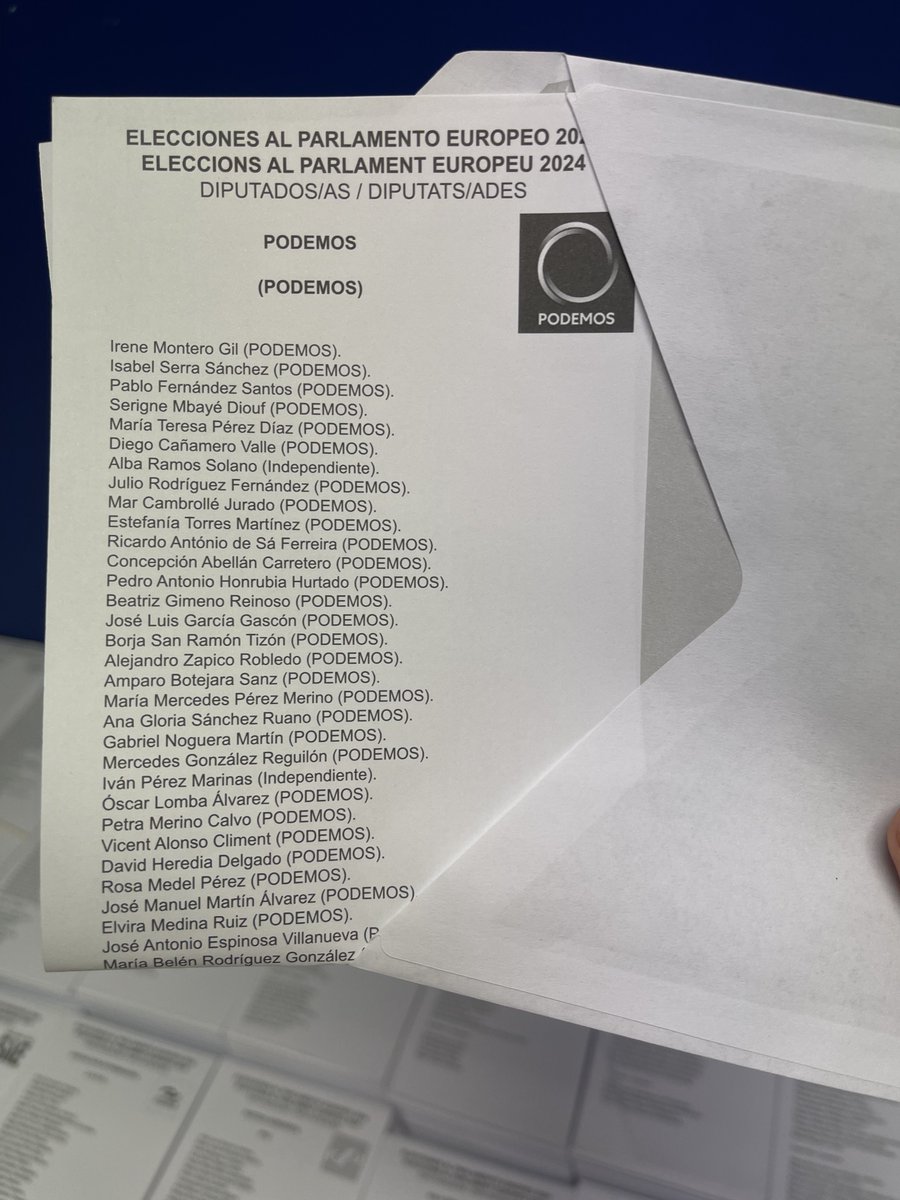 ELECCIONES AL PARLAMENTO EUROPEO
ELECCIONS AL PARLAMENT EUROPEU 2024
DIPUTADOS/AS / DIPUTATS/ADES
PODEMOS
(PODEMOS)
PODEMOS
Irene Montero Gil (PODEMOS).
Isabel Serra Sánchez (PODEMOS).
Pablo Fernández Santos (PODEMOS).
Serigne Mbayé Diouf (PODEMOS).
María Teresa Pérez Díaz (PODEMOS).
Diego Cañamero Valle (PODEMOS).
Alba Ramos Solano (Independiente).
Julio Rodríguez Fernández (PODEMOS).
Mar Cambrollé Jurado (PODEMOS).
Estefanía Torres Martínez (PODEMOS).
Ricardo António de Sá Ferreira (PODEMOS).
Concepción Abellán Carretero (PODEMOS).
Pedro Antonio Honrubia Hurtado (PODEMOS).
Beatriz Gimeno Reinoso (PODEMOS).
José Luis García Gascón (PODEMOS).
Borja San Ramón Tizón (PODEMOS).
Alejandro Zapico Robledo (PODEMOS).
Amparo Botejara Sanz (PODEMOS).
María Mercedes Pérez Merino (PODEMOS).
Ana Gloria Sánchez Ruano (PODEMOS).
Gabriel Noguera Martín (PODEMOS).
Mercedes González Reguilón (PODEMOS).
Iván Pérez Marinas (Independiente).
Óscar Lomba Álvarez (PODEMOS).
Petra Merino Calvo (PODEMOS).
Vicent Alonso Climent (PODEMOS).
David Heredia Delgado (PODEMOS).
Rosa Medel Pérez (PODEMOS).
José Manuel Martín Álvarez (PODEMOS)
Elvira Medina Ruiz (PODEMOS).
José Antonio Espinosa Villanueva
María Belén Rodríguez González